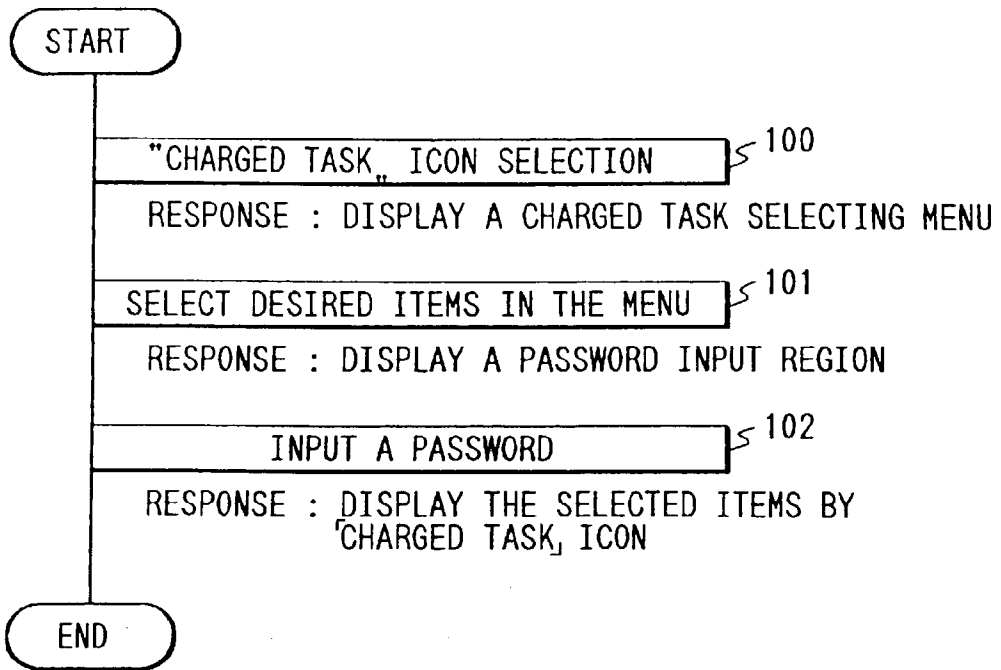 START
"CHARGED TASK„ ICON SELECTION 100
RESPONSE : DISPLAY A CHARGED TASK SELECTING MENU
SELECT DESIRED ITEMS IN THE MENU 101
RESPONSE : DISPLAY A PASSWORD INPUT REGION
INPUT A PASSWORD 102
RESPONSE : DISPLAY THE SELECTED ITEMS BY
「CHARGED TASK」 ICON
END